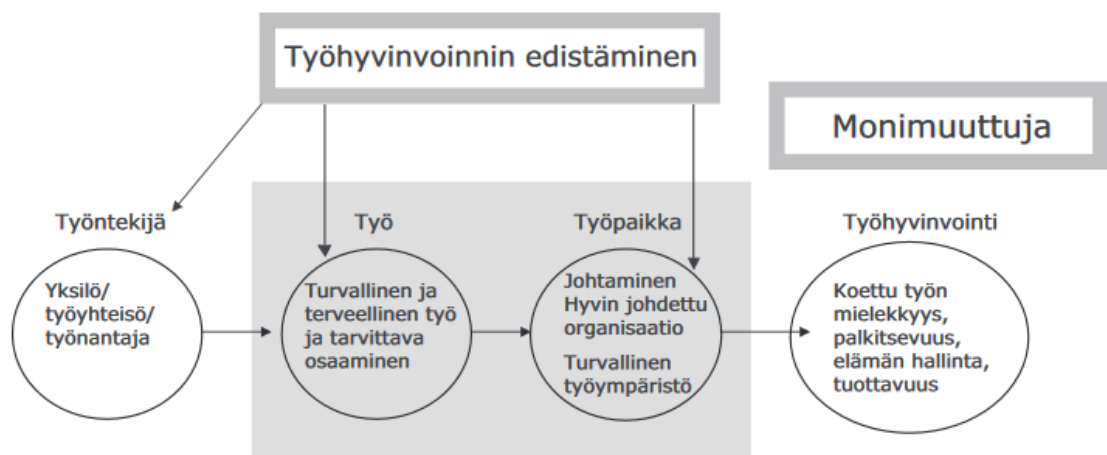 Työhyvinvoinnin edistäminen
Monimuuttuja
Työntekijä
Yksilö/
työyhteisö/
työnantaja
Työ
Turvallinen ja
terveellinen työ
ja tarvittava
osaaminen
Työpaikka
Johtaminen
Hyvin johdettu
organisaatio
Turvallinen
työympäristö
Työhyvinvointi
Koettu työn
mielekkyys,
palkitsevuus,
elämän hallinta,
tuottavuus